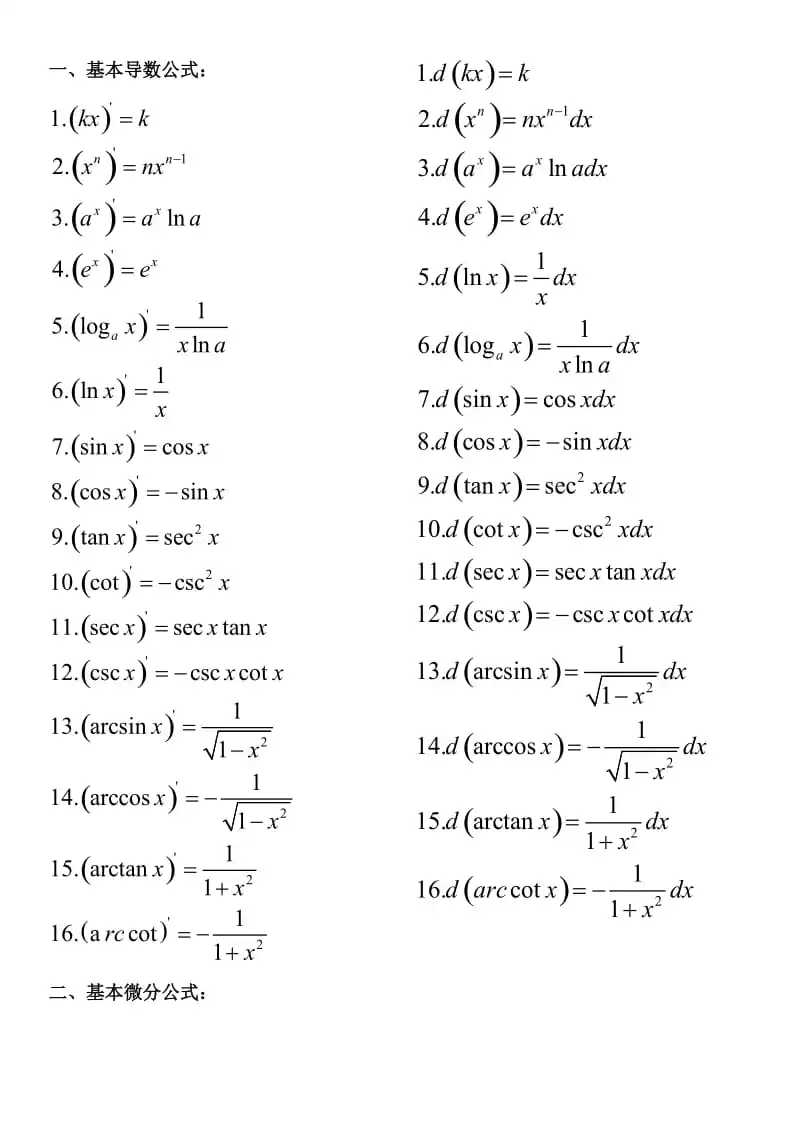 一、基本导数公式：
1.(kx)' = k
2.(xⁿ)' = nxⁿ⁻¹
3.(aˣ)' = aˣ ln a
4.(eˣ)' = eˣ
5.(logₐ x)' = 1/(x ln a)
6.(ln x)' = 1/x
7.(sin x)' = cos x
8.(cos x)' = −sin x
9.(tan x)' = sec² x
10.(cot)' = −csc² x
11.(sec x)' = sec x tan x
12.(csc x)' = −csc x cot x
13.(arcsin x)' = 1/√(1−x²)
14.(arccos x)' = −1/√(1−x²)
15.(arctan x)' = 1/(1+x²)
16.(a rc cot)' = −1/(1+x²)
二、基本微分公式：
1.d(kx) = k
2.d(xⁿ) = nxⁿ⁻¹dx
3.d(aˣ) = aˣ ln adx
4.d(eˣ) = eˣdx
5.d(ln x) = 1/x dx
6.d(logₐ x) = 1/(x ln a) dx
7.d(sin x) = cos xdx
8.d(cos x) = −sin xdx
9.d(tan x) = sec² xdx
10.d(cot x) = −csc² xdx
11.d(sec x) = sec x tan xdx
12.d(csc x) = −csc x cot xdx
13.d(arcsin x) = 1/√(1−x²) dx
14.d(arccos x) = −1/√(1−x²) dx
15.d(arctan x) = 1/(1+x²) dx
16.d(arc cot x) = −1/(1+x²) dx